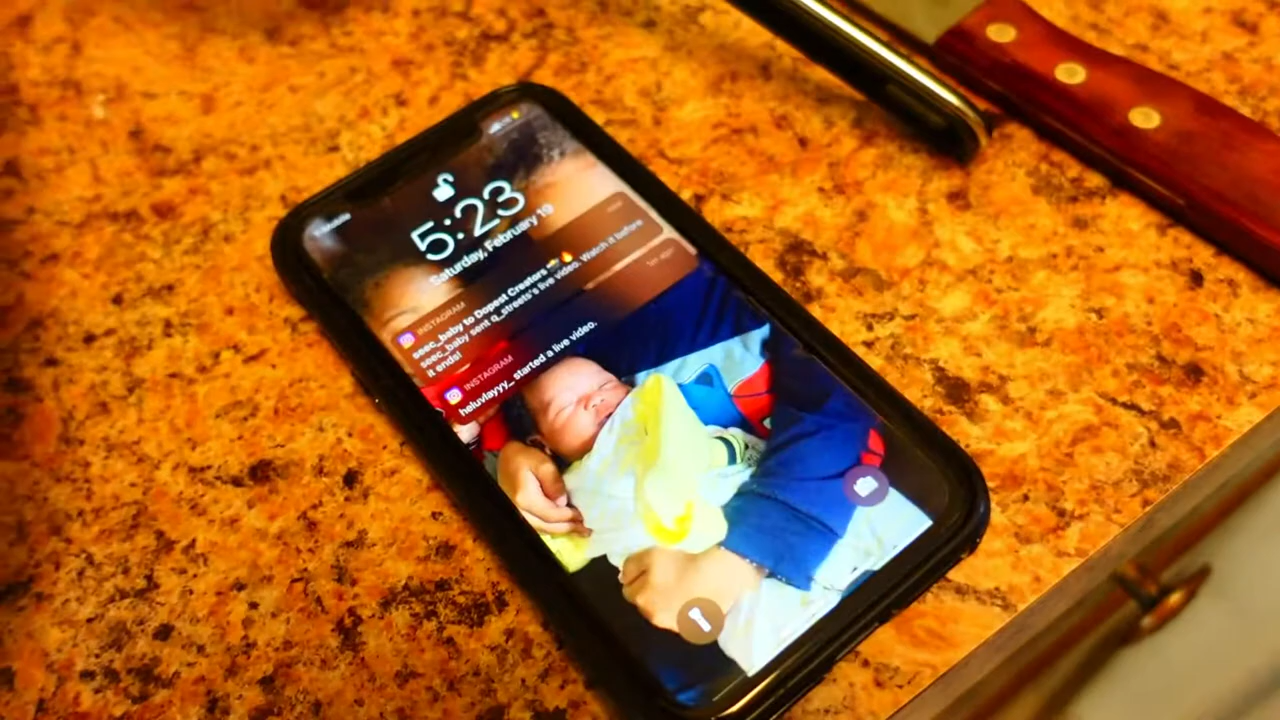 5:23
Saturday, February 19
INSTAGRAM
seec_baby to Dopest Creators 📸🔥
seec_baby sent q_streets's live video. Watch it before
it ends!
INSTAGRAM
heluvlayyy_ started a live video.